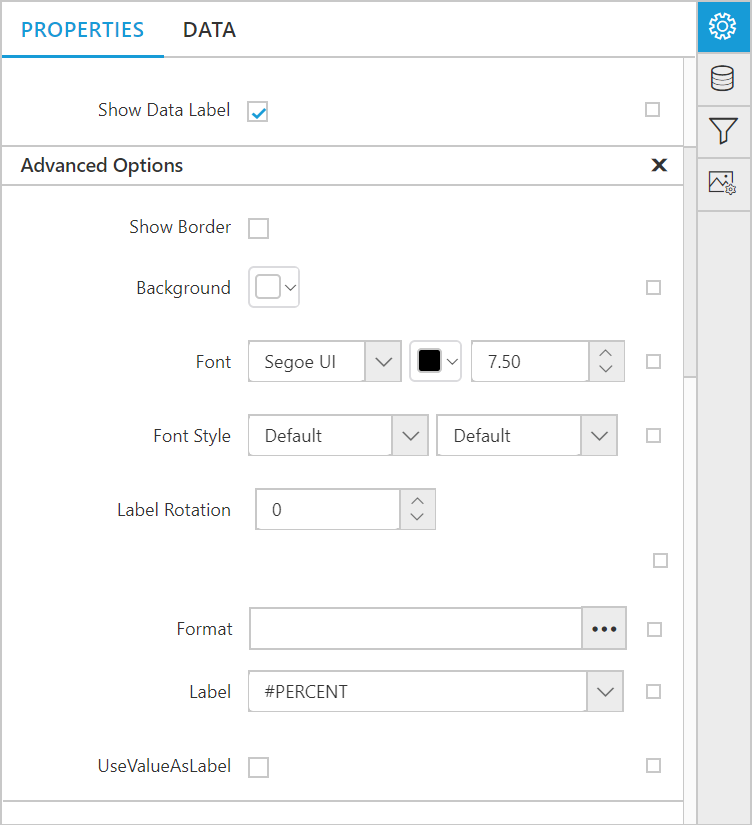 PROPERTIES DATA
Show Data Label
Advanced Options
Show Border
Background
Font Segoe UI 7.50
Font Style Default Default
Label Rotation 0
Format
Label #PERCENT
UseValueAsLabel